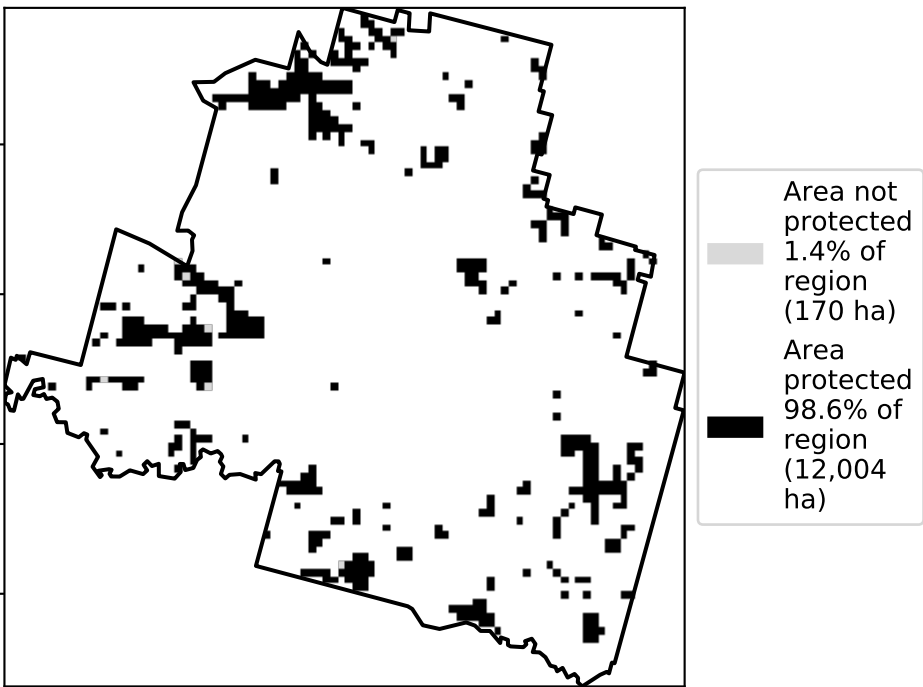 Area not
protected
1.4% of
region
(170 ha)
Area
protected
98.6% of
region
(12,004
ha)